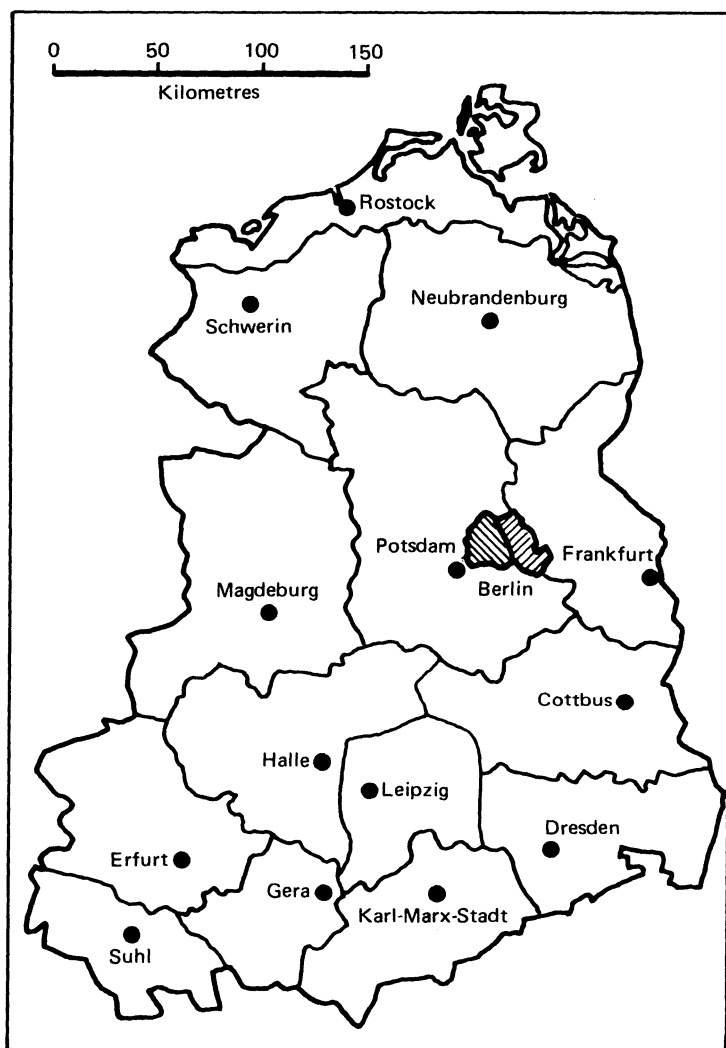 0 50 100 150
Kilometres
Rostock
Neubrandenburg
Schwerin
Potsdam
Frankfurt
Berlin
Magdeburg
Cottbus
Halle
Leipzig
Dresden
Erfurt
Gera
Karl-Marx-Stadt
Suhl